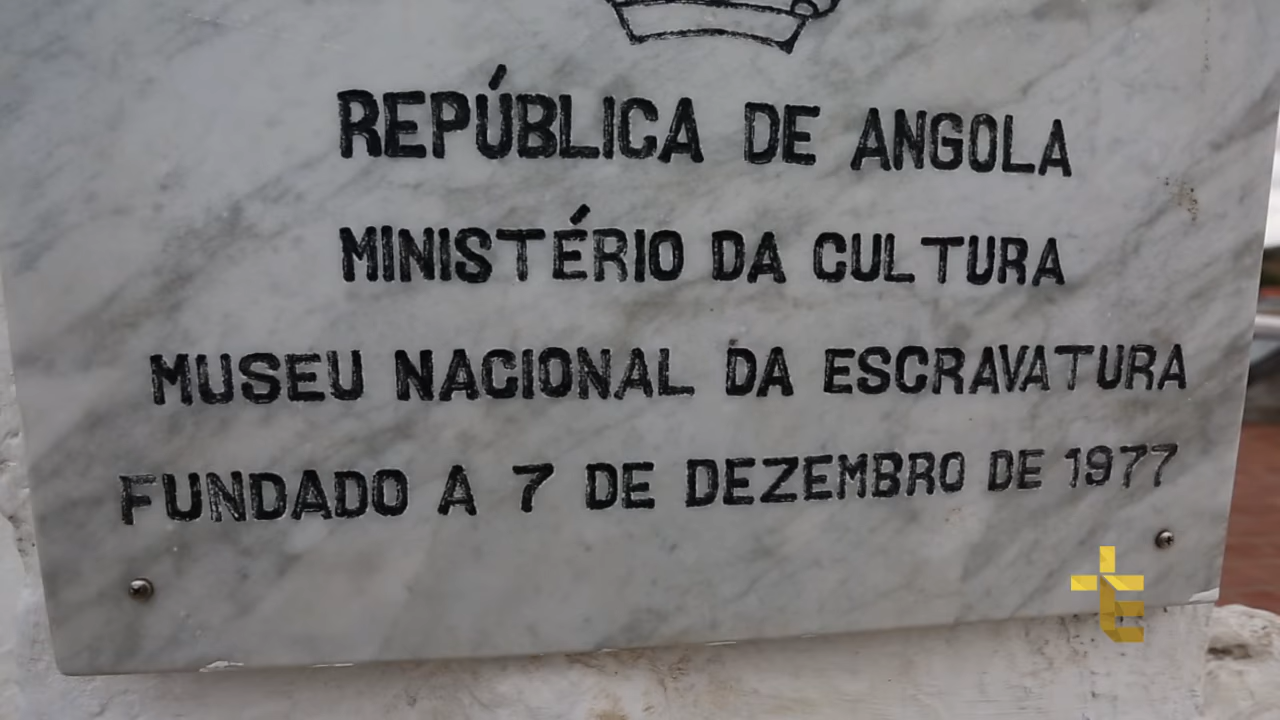 REPÚBLICA DE ANGOLA
MINISTÉRIO DA CULTURA
MUSEU NACIONAL DA ESCRAVATURA
FUNDADO A 7 DE DEZEMBRO DE 1977